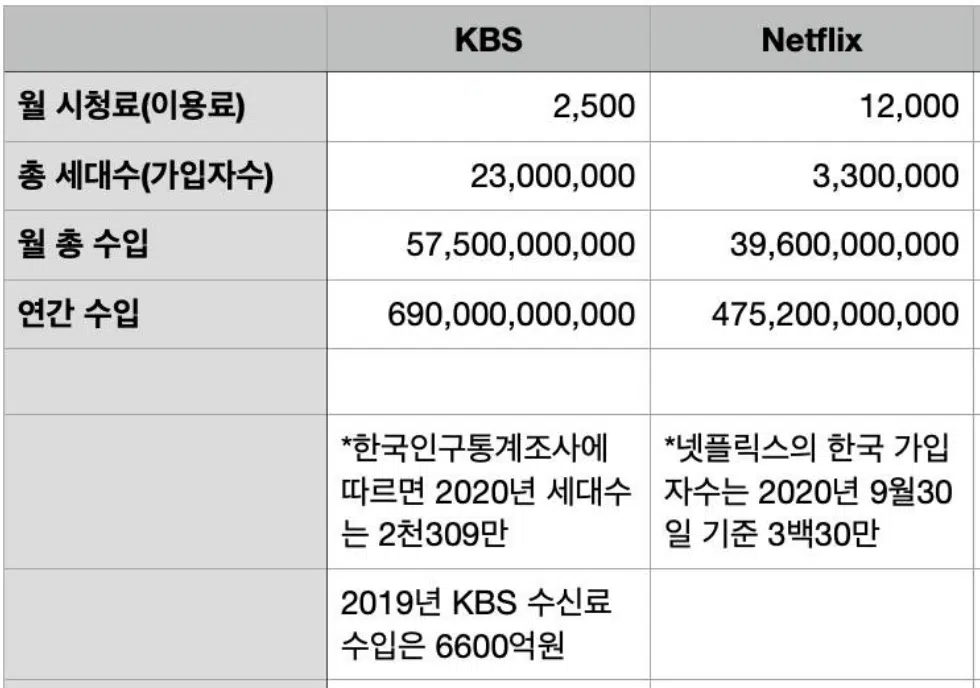 KBS Netflix
월 시청료(이용료) 2,500 12,000
총 세대수(가입자수) 23,000,000 3,300,000
월 총 수입 57,500,000,000 39,600,000,000
연간 수입 690,000,000,000 475,200,000,000
*한국인구통계조사에
따르면 2020년 세대수
는 2천309만
*넷플릭스의 한국 가입
자수는 2020년 9월30
일 기준 3백30만
2019년 KBS 수신료
수입은 6600억원